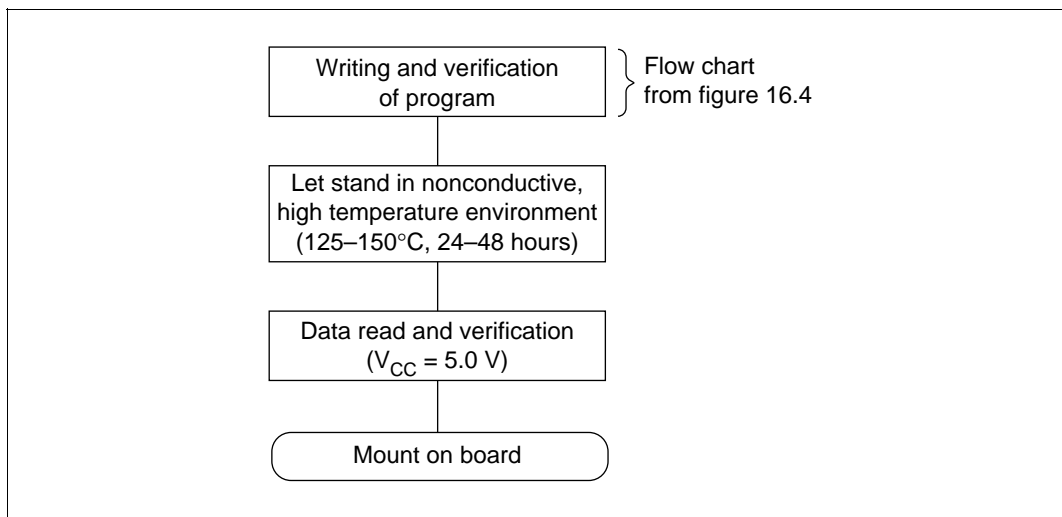 Writing and verification
of program
Flow chart
from figure 16.4
Let stand in nonconductive,
high temperature environment
(125–150°C, 24–48 hours)
Data read and verification
(VCC = 5.0 V)
Mount on board